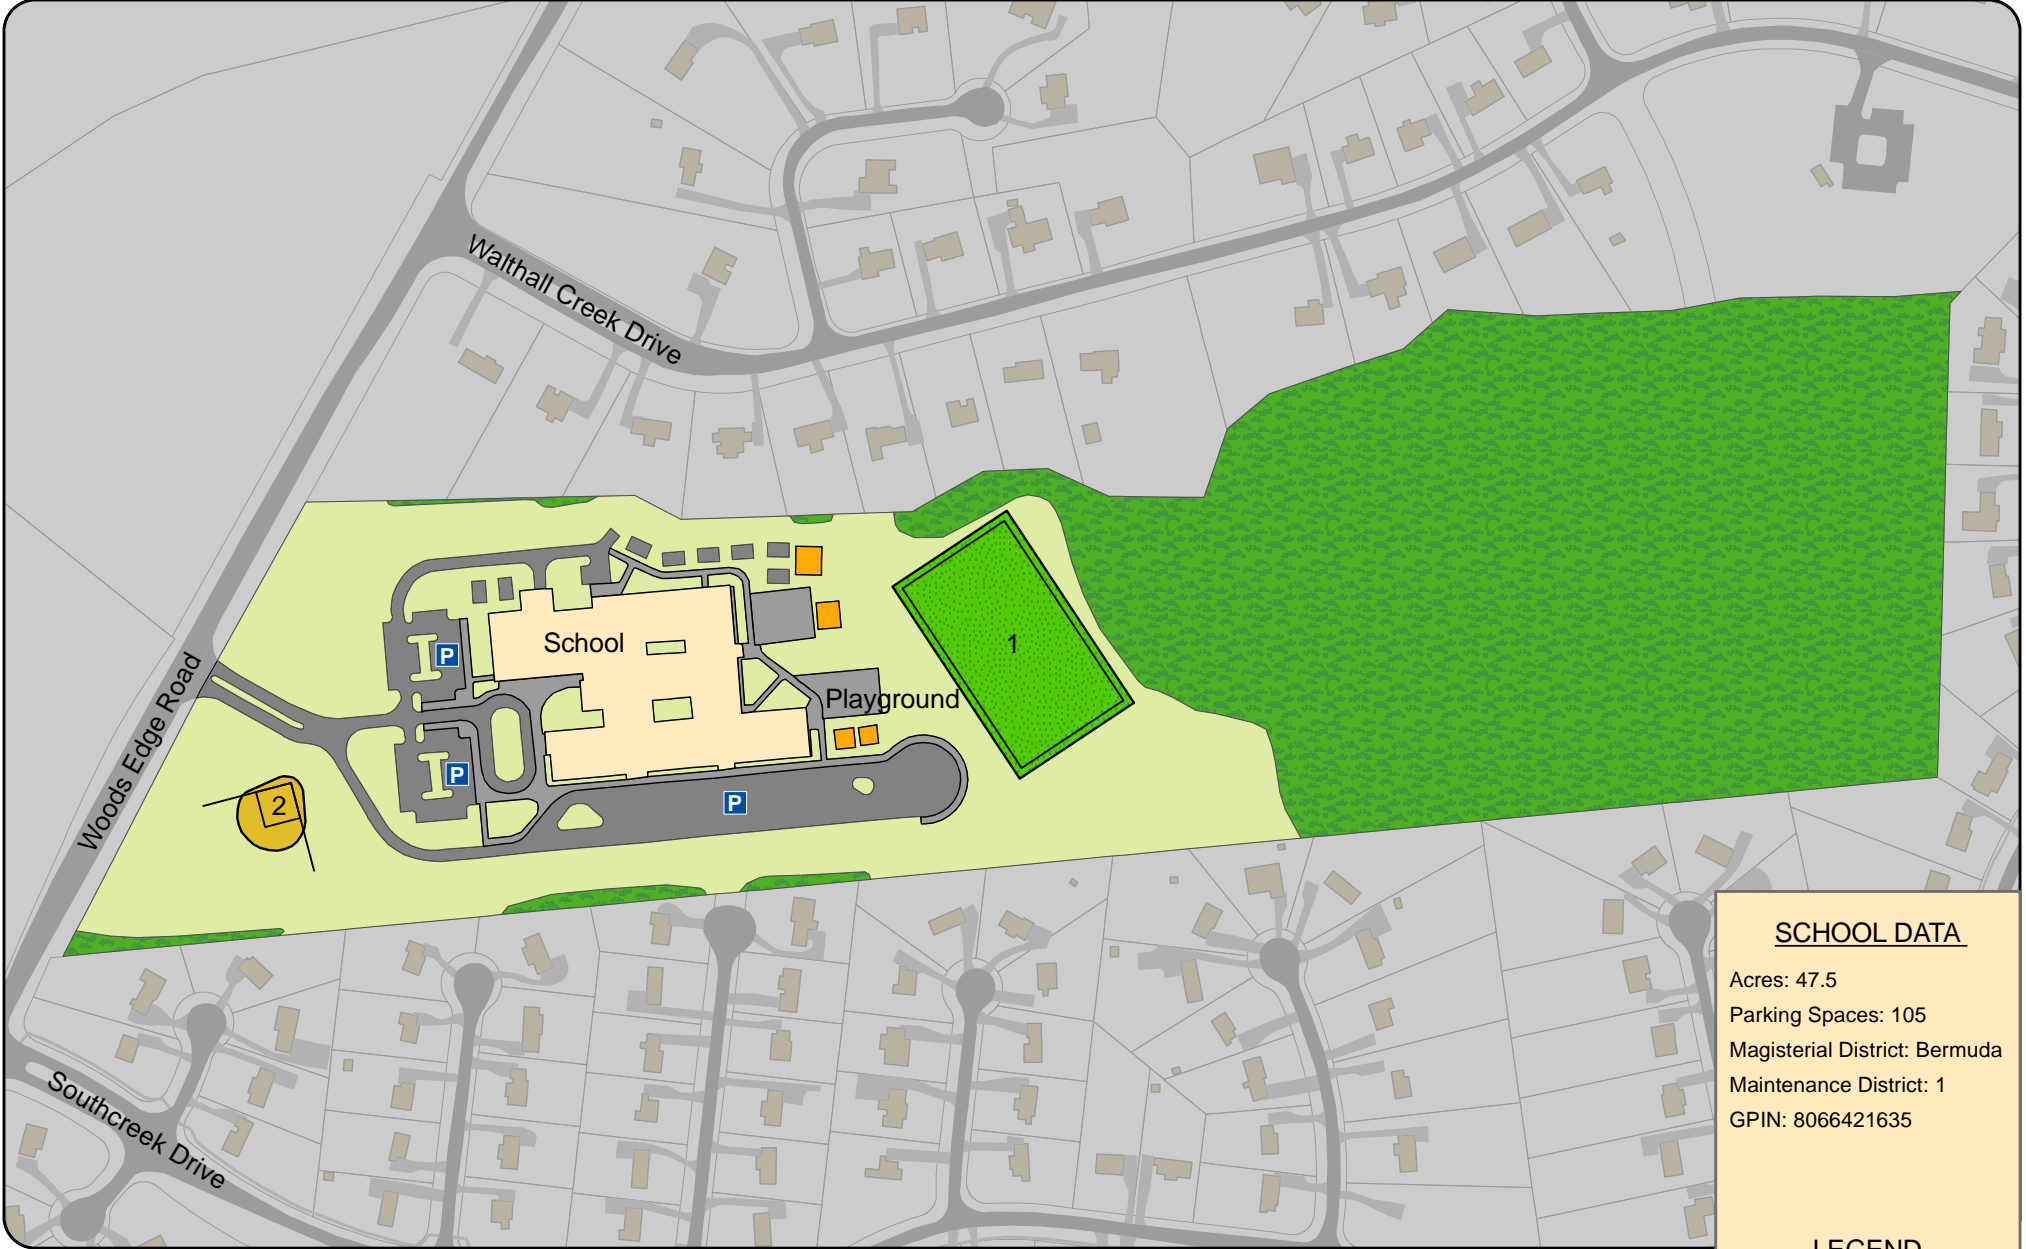 Walthall Creek Drive
School
1
P
Playground
Woods Edge Road
P
2
P
Southcreek Drive
SCHOOL DATA
Acres: 47.5
Parking Spaces: 105
Magisterial District: Bermuda
Maintenance District: 1
GPIN: 8066421635
LEGEND